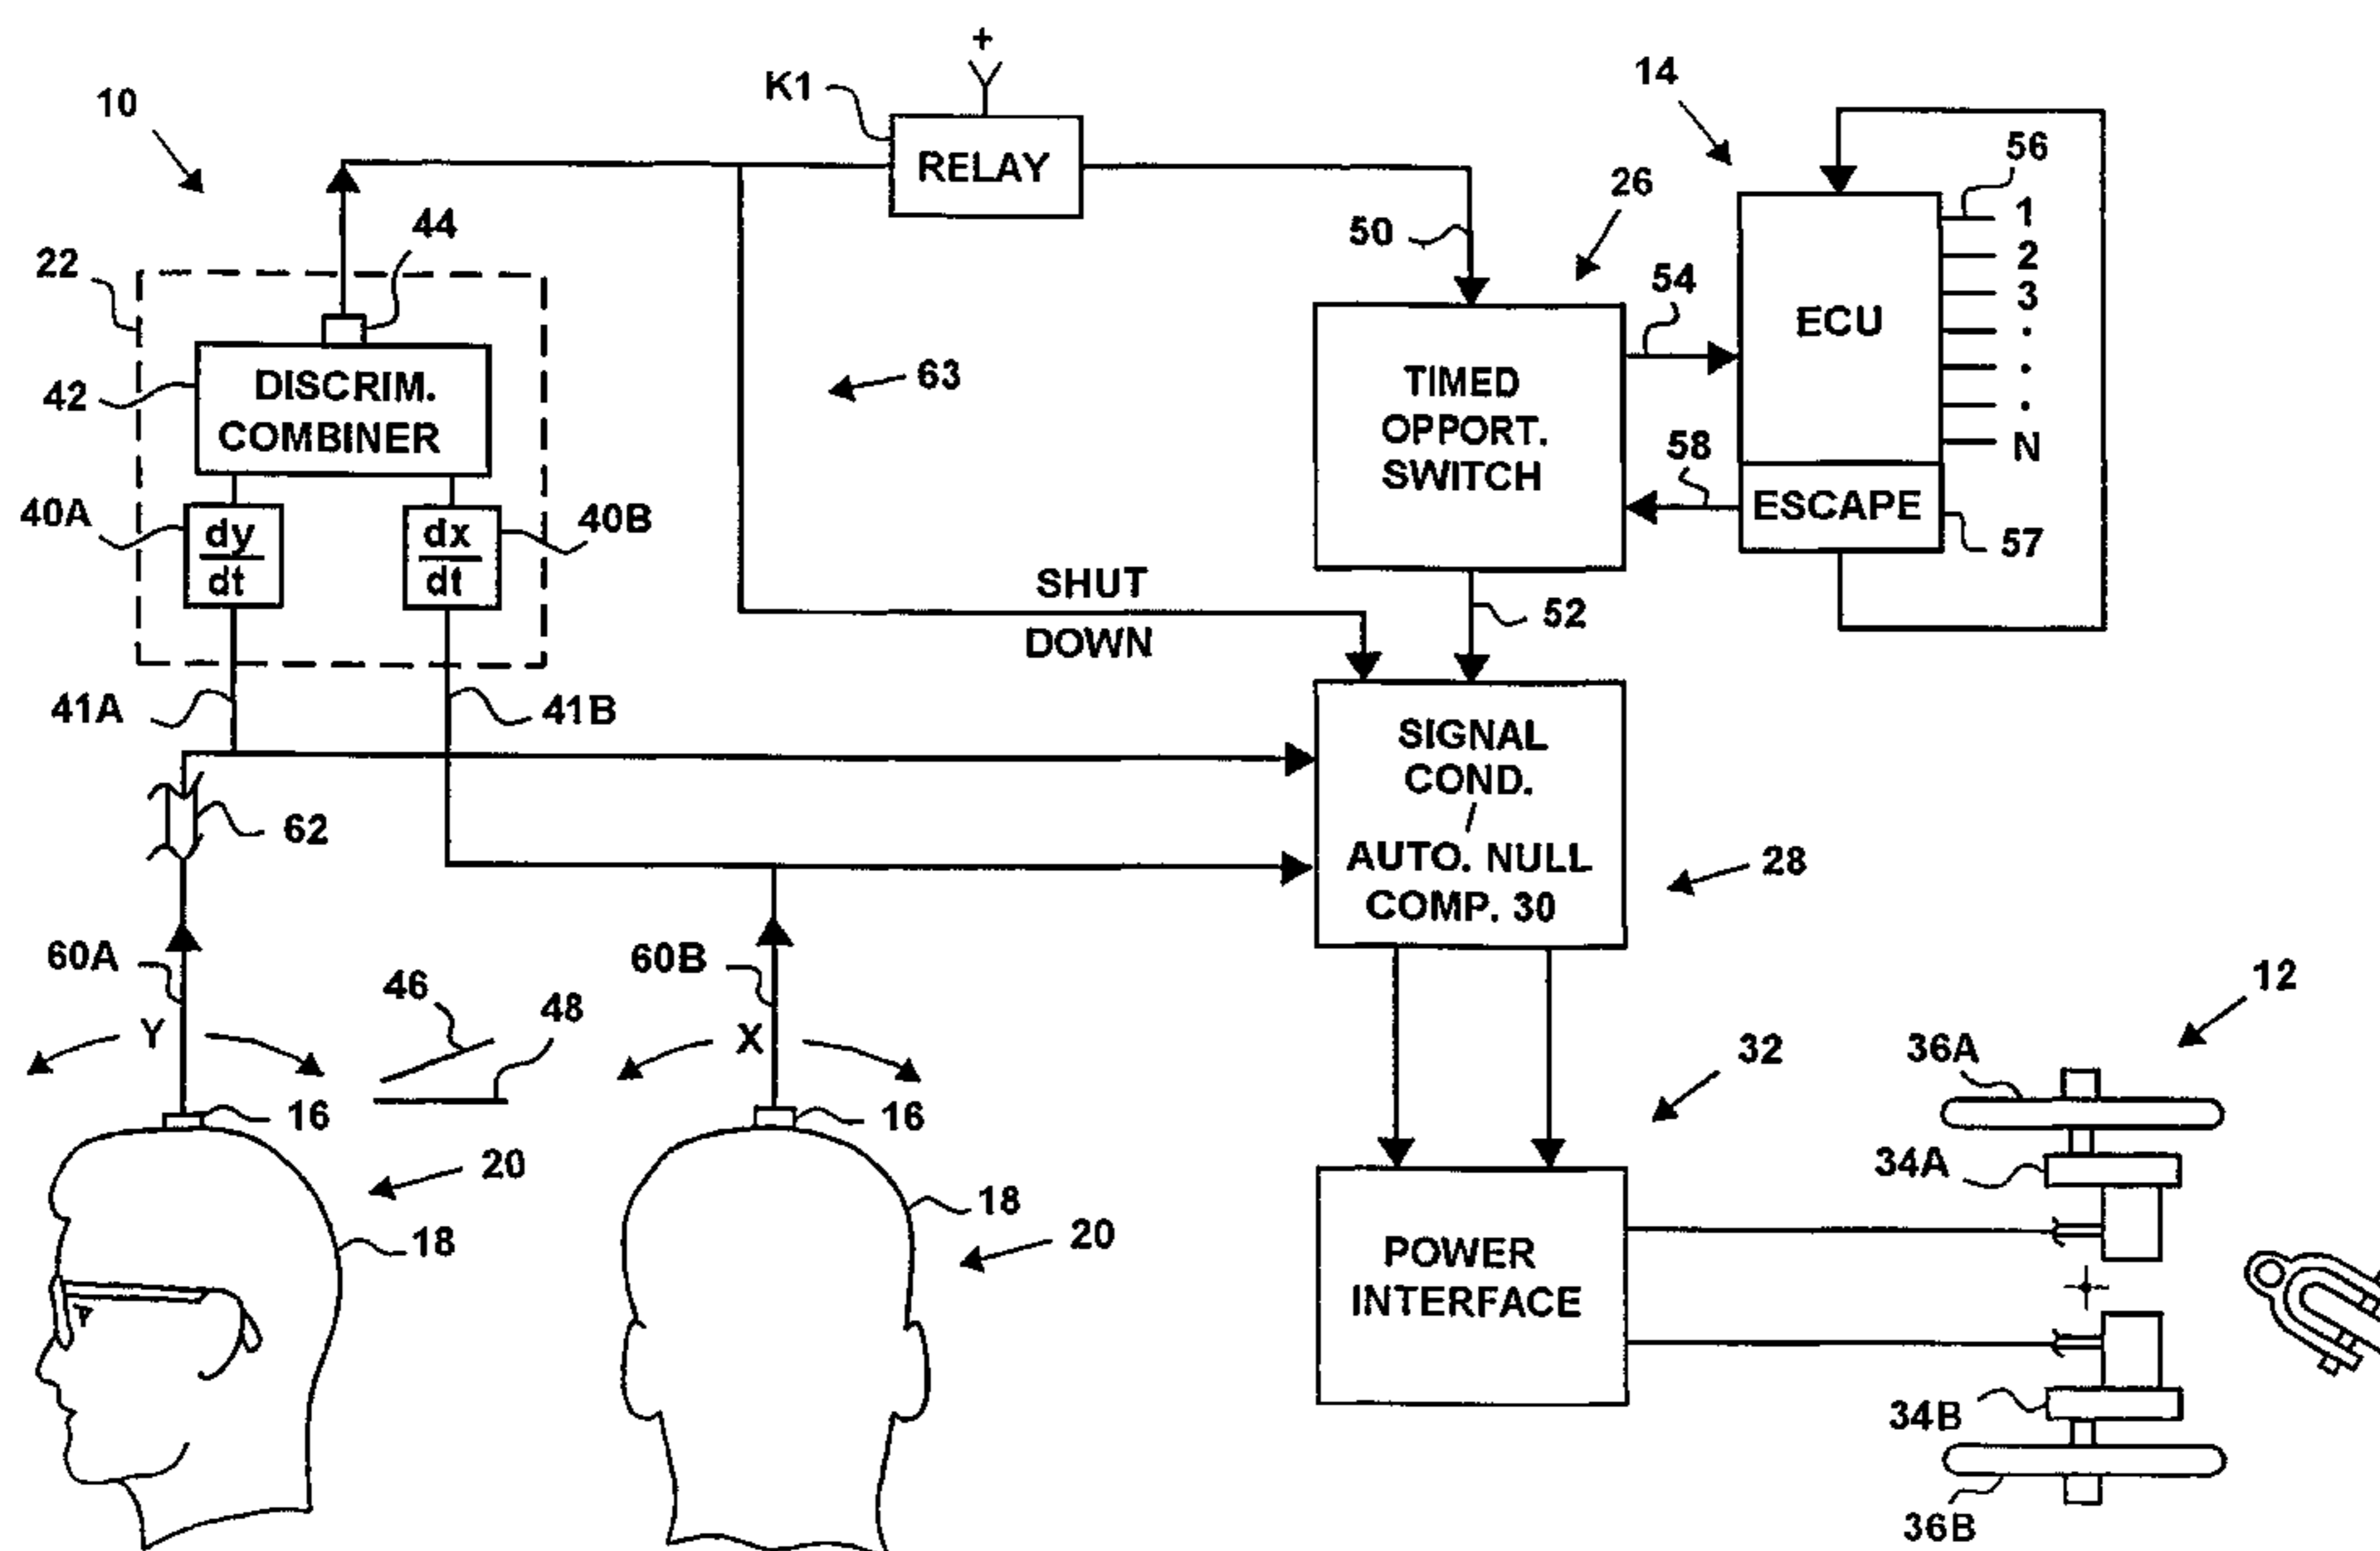 +
K1
14
10
RELAY
56
1
2
3
.
.
.
N
26
44
50
22
54
ECU
63
DISCRIM.
COMBINER
42
TIMED
OPPORT.
SWITCH
58
ESCAPE
57
40A
dy
dt
dx
dt
40B
SHUT
DOWN
52
41A
41B
SIGNAL
COND.
/
AUTO. NULL
COMP. 30
28
62
60A
60B
46
48
12
Y
X
32
36A
16
16
34A
20
18
18
20
POWER
INTERFACE
34B
36B